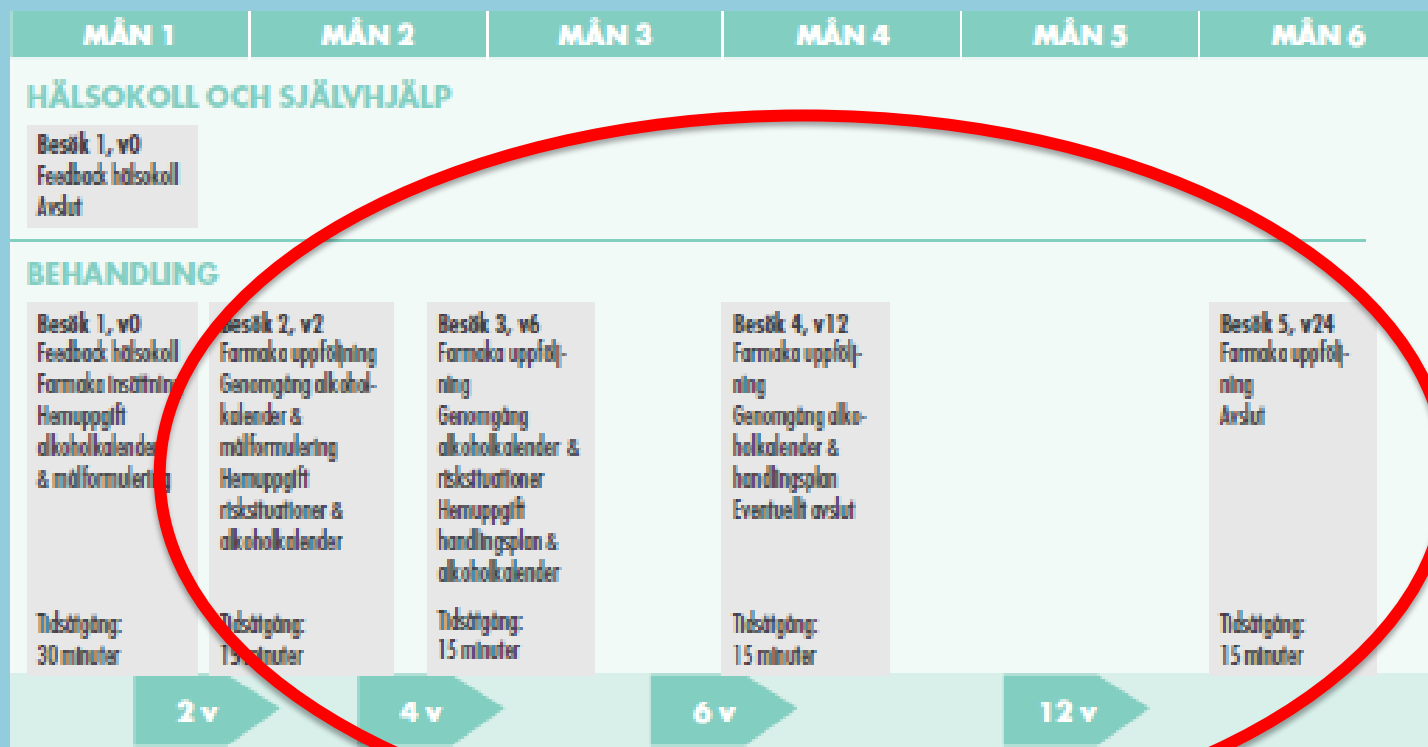 MÅN 1 MÅN 2 MÅN 3 MÅN 4 MÅN 5 MÅN 6
HÄLSOKOLL OCH SJÄLVHJÄLP
Besök 1, v0
Feedback hälsokoll
Avslut
BEHANDLING
Besök 1, v0
Feedback hälsokoll
Farmaka insättning
Hemuppgift
alkoholkalender
& målformulering
Tidsåtgång:
30 minuter
Besök 2, v2
Farmaka uppföljning
Genomgång alkohol-
kalender &
målformulering
Hemuppgift
risksituationer &
alkoholkalender
Tidsåtgång:
15 minuter
Besök 3, v6
Farmaka uppfölj-
ning
Genomgång
alkoholkalender &
risksituationer
Hemuppgift
handlingsplan &
alkoholkalender
Tidsåtgång:
15 minuter
Besök 4, v12
Farmaka uppfölj-
ning
Genomgång alko-
holkalender &
handlingsplan
Eventuellt avslut
Tidsåtgång:
15 minuter
Besök 5, v24
Farmaka uppfölj-
ning
Avslut
Tidsåtgång:
15 minuter
2 v 4 v 6 v 12 v